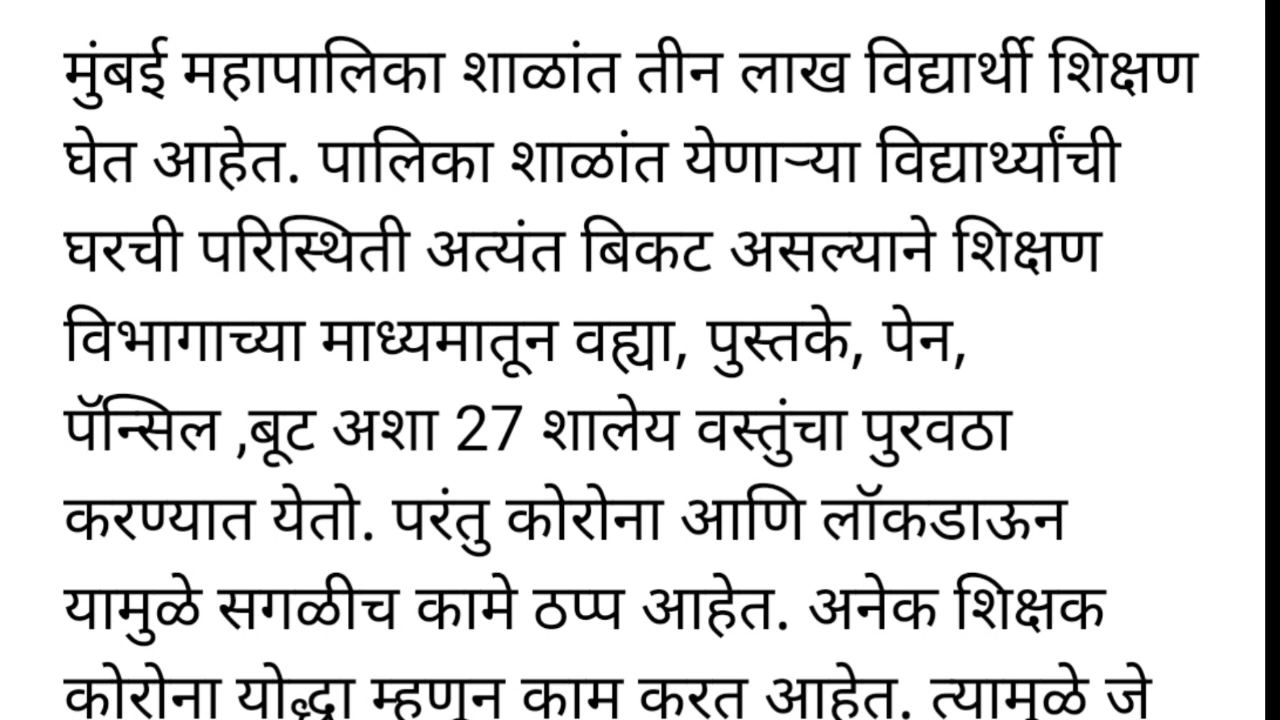 मुंबई महापालिका शाळांत तीन लाख विद्यार्थी शिक्षण
घेत आहेत. पालिका शाळांत येणाऱ्या विद्यार्थ्यांची
घरची परिस्थिती अत्यंत बिकट असल्याने शिक्षण
विभागाच्या माध्यमातून वह्या, पुस्तके, पेन,
पॅन्सिल ,बूट अशा 27 शालेय वस्तुंचा पुरवठा
करण्यात येतो. परंतु कोरोना आणि लॉकडाऊन
यामुळे सगळीच कामे ठप्प आहेत. अनेक शिक्षक
कोरोना योद्धा म्हणून काम करत आहेत. त्यामुळे जे